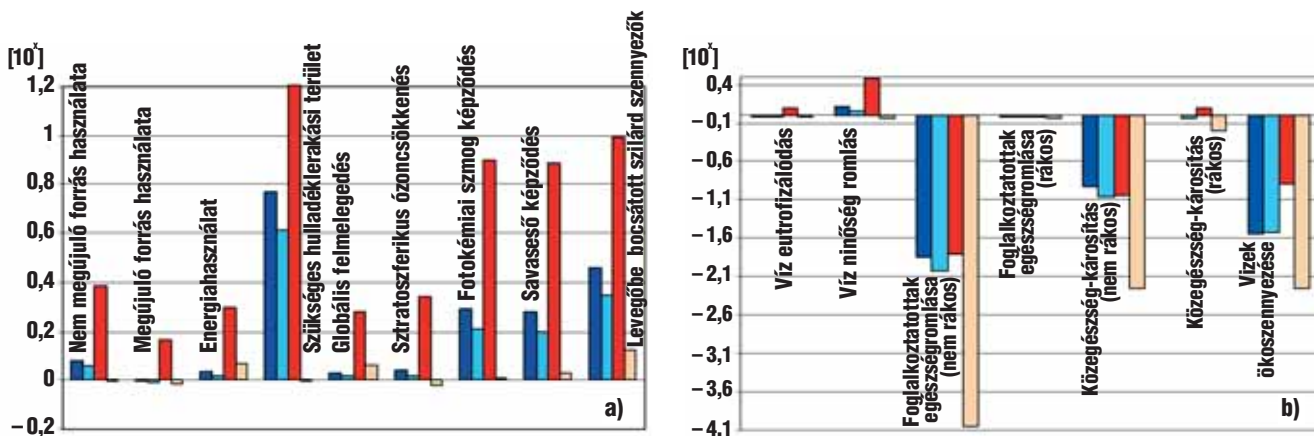 [10ˣ]
1,2
1
0,8
0,6
0,4
0,2
0
–0,2
Nem megújuló forrás használata
Megújuló forrás használata
Energiahasználat
Szükséges hulladéklerakási terület
Globális felmelegedés
Sztratoszferikus ózoncsökkenés
Fotokémiai szmog képződés
Savaseső képződés
Levegőbe bocsátott szilárd szennyezők
a)
[10ˣ]
0,4
–0,1
–0,6
–1,1
–1,6
–2,1
–2,6
–3,1
–3,6
–4,1
Víz eutrofizálódás
Víz ninőség romlás
Foglalkoztatottak
egészségromlása
(nem rákos)
Foglalkoztatottak
egészségromlása
(rákos)
Közegészség-károsítás
(nem rákos)
Közegészség-károsítás
(rákos)
Vizek
ökoszennyezése
b)